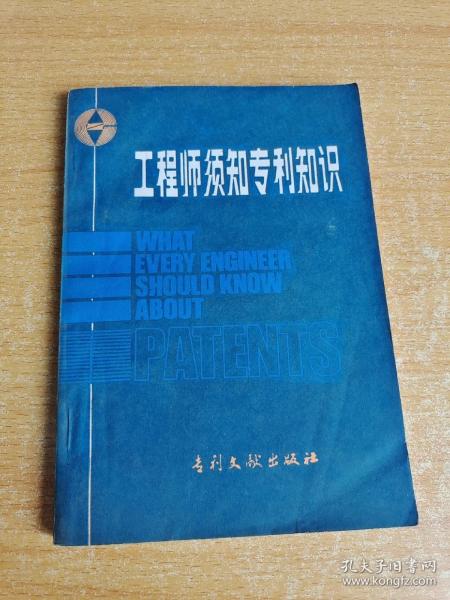 工程师须知专利知识
WHAT
EVERY ENGINEER
SHOULD KNOW
ABOUT
PATENTS
专利文献出版社
孔夫子旧书网
www.kongfz.com